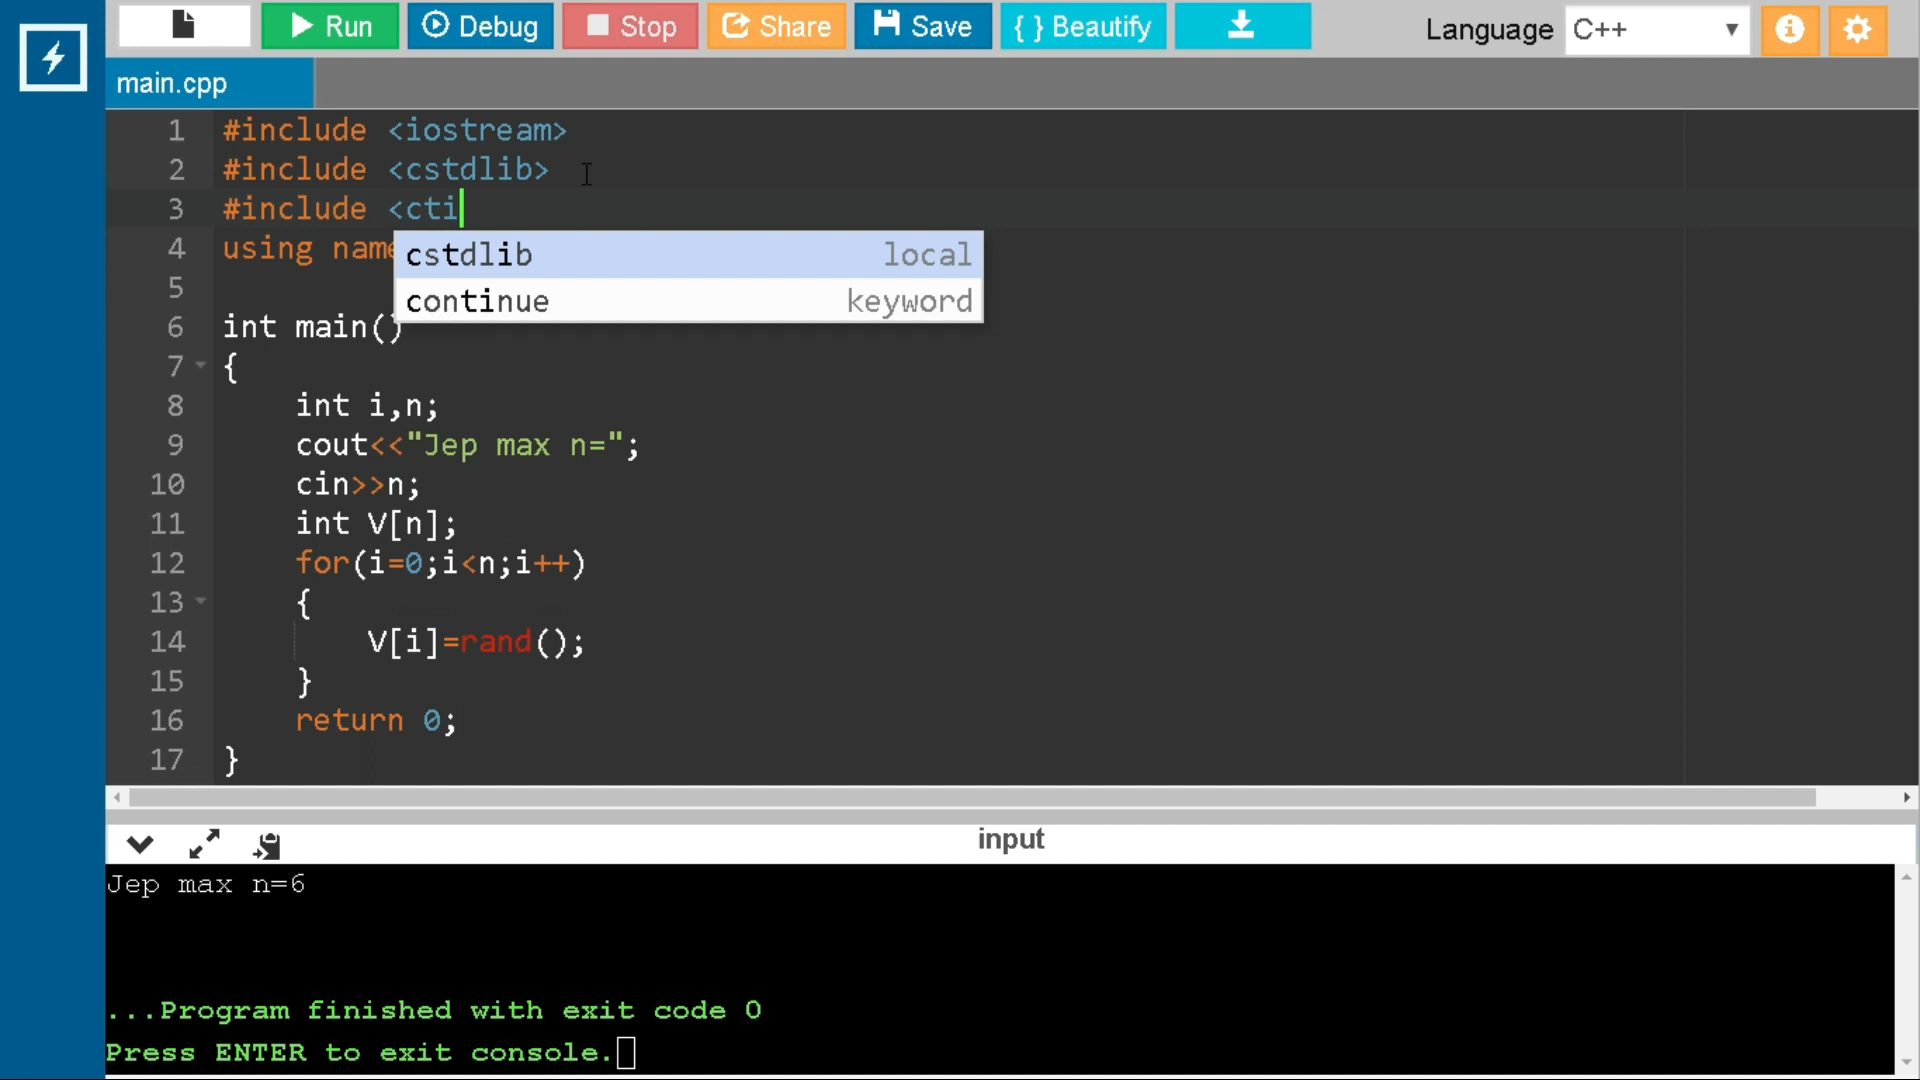 Run Debug Stop Share Save { } Beautify Language C++
main.cpp
1 #include <iostream>
2 #include <cstdlib>
3 #include <cti
4 using name
cstdlib local
continue keyword
5
6 int main()
7 {
8 int i,n;
9 cout<<"Jep max n=";
10 cin>>n;
11 int V[n];
12 for(i=0;i<n;i++)
13 {
14 V[i]=rand();
15 }
16 return 0;
17 }
input
Jep max n=6
...Program finished with exit code 0
Press ENTER to exit console.